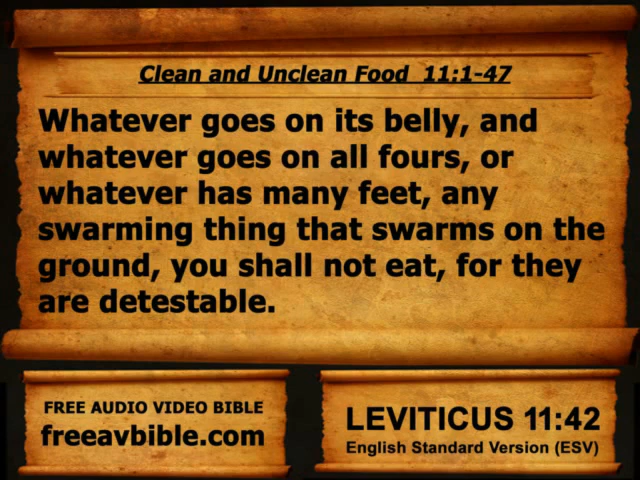 Clean and Unclean Food  11:1-47
Whatever goes on its belly, and
whatever goes on all fours, or
whatever has many feet, any
swarming thing that swarms on the
ground, you shall not eat, for they
are detestable.
FREE AUDIO VIDEO BIBLE
freeavbible.com
LEVITICUS 11:42
English Standard Version (ESV)